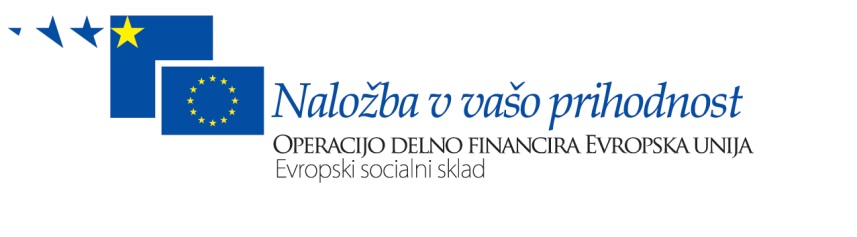 Naložba v vašo prihodnost
OPERACIJO DELNO FINANCIRA EVROPSKA UNIJA
Evropski socialni sklad